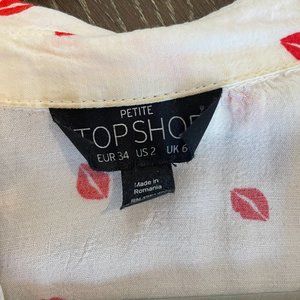 PETITE
TOPSHOP
EUR 34 US 2 UK 6
Made in
Romania